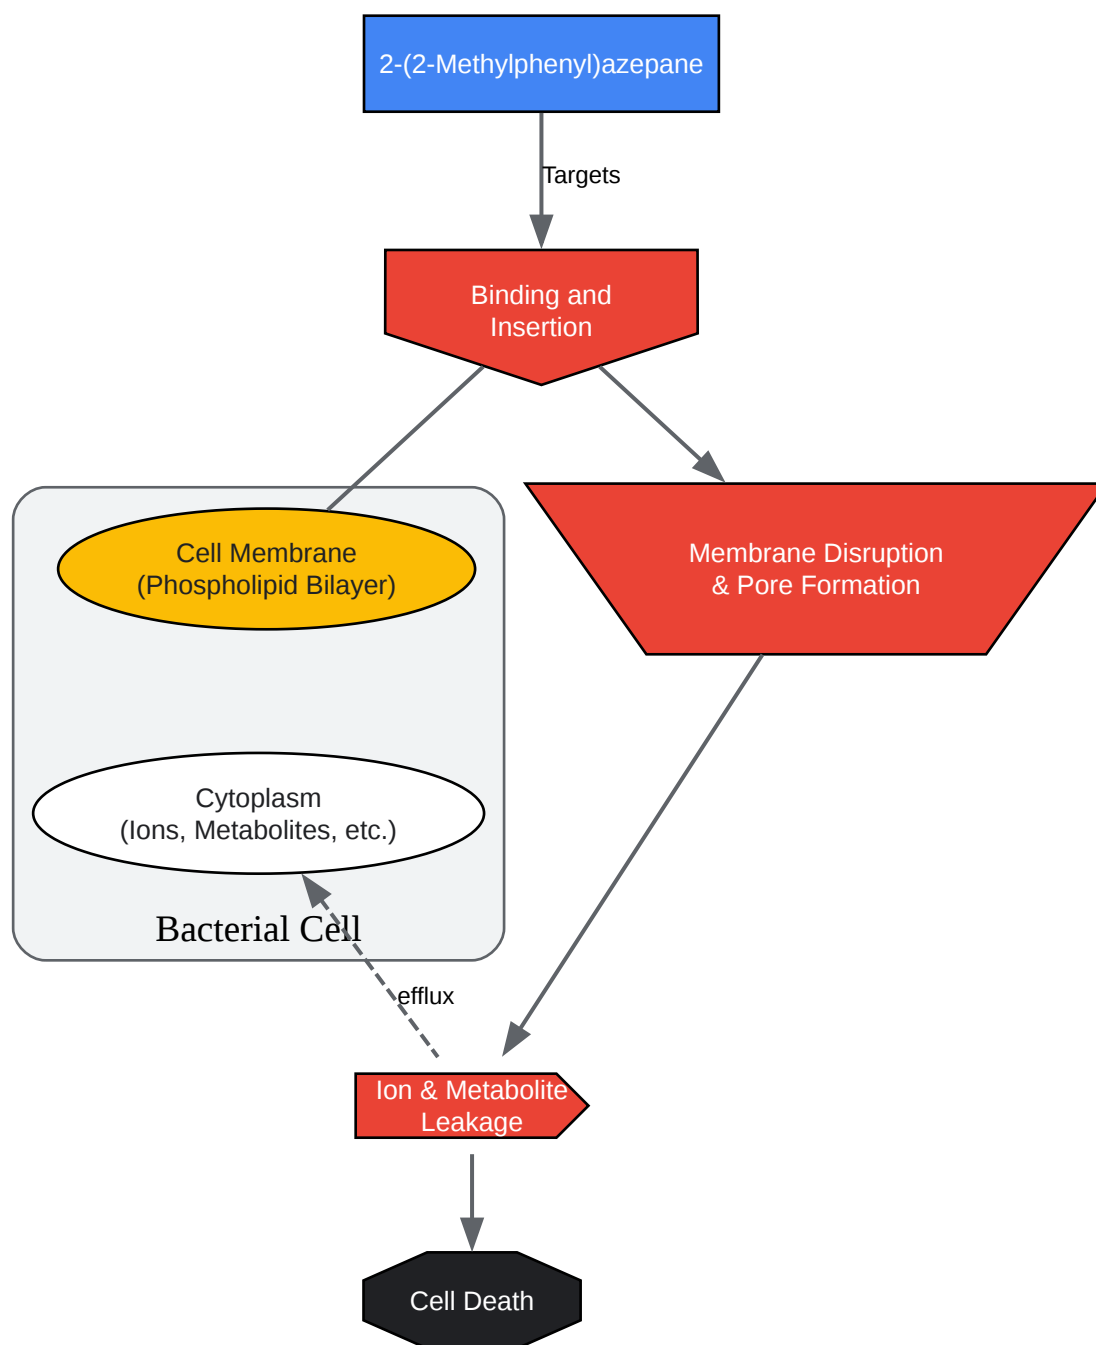 2-(2-Methylphenyl)azepane
Targets
Binding and
Insertion
Cell Membrane
(Phospholipid Bilayer)
Membrane Disruption
& Pore Formation
Cytoplasm
(Ions, Metabolites, etc.)
Bacterial Cell
efflux
Ion & Metabolite
Leakage
Cell Death